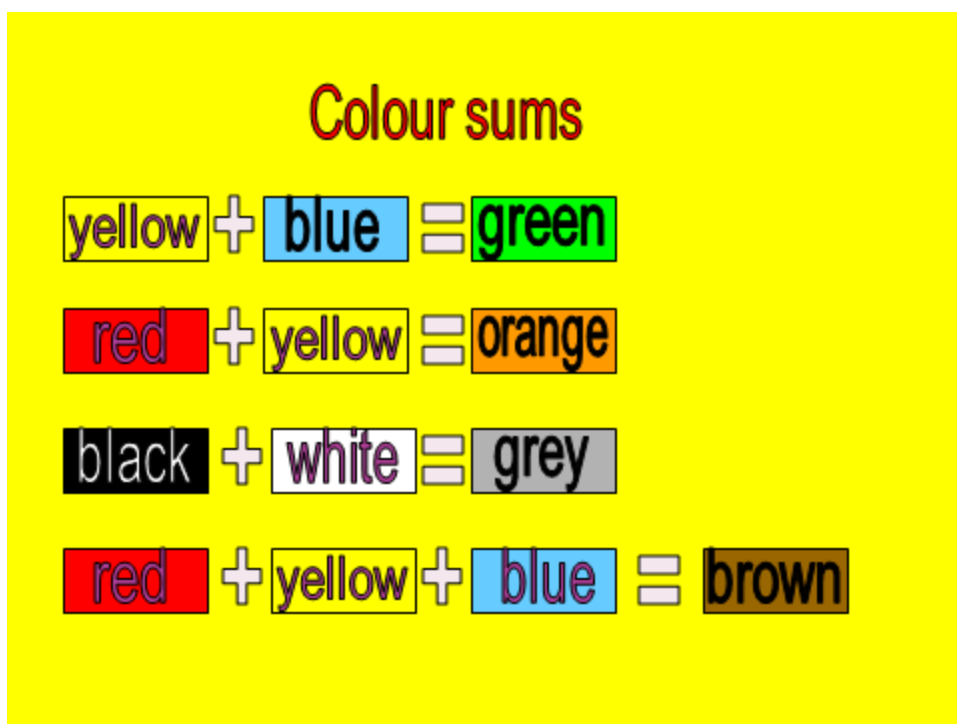 Colour sums
yellow + blue = green
red + yellow = orange
black + white = grey
red + yellow + blue = brown